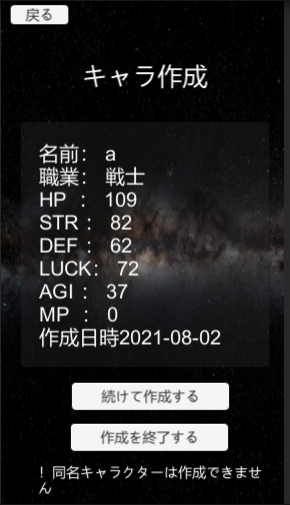 戻る
キャラ作成
名前： a
職業： 戦士
HP ： 109
STR ： 82
DEF ： 62
LUCK： 72
AGI ： 37
MP ： 0
作成日時2021-08-02
続けて作成する
作成を終了する
！同名キャラクターは作成できませ
ん